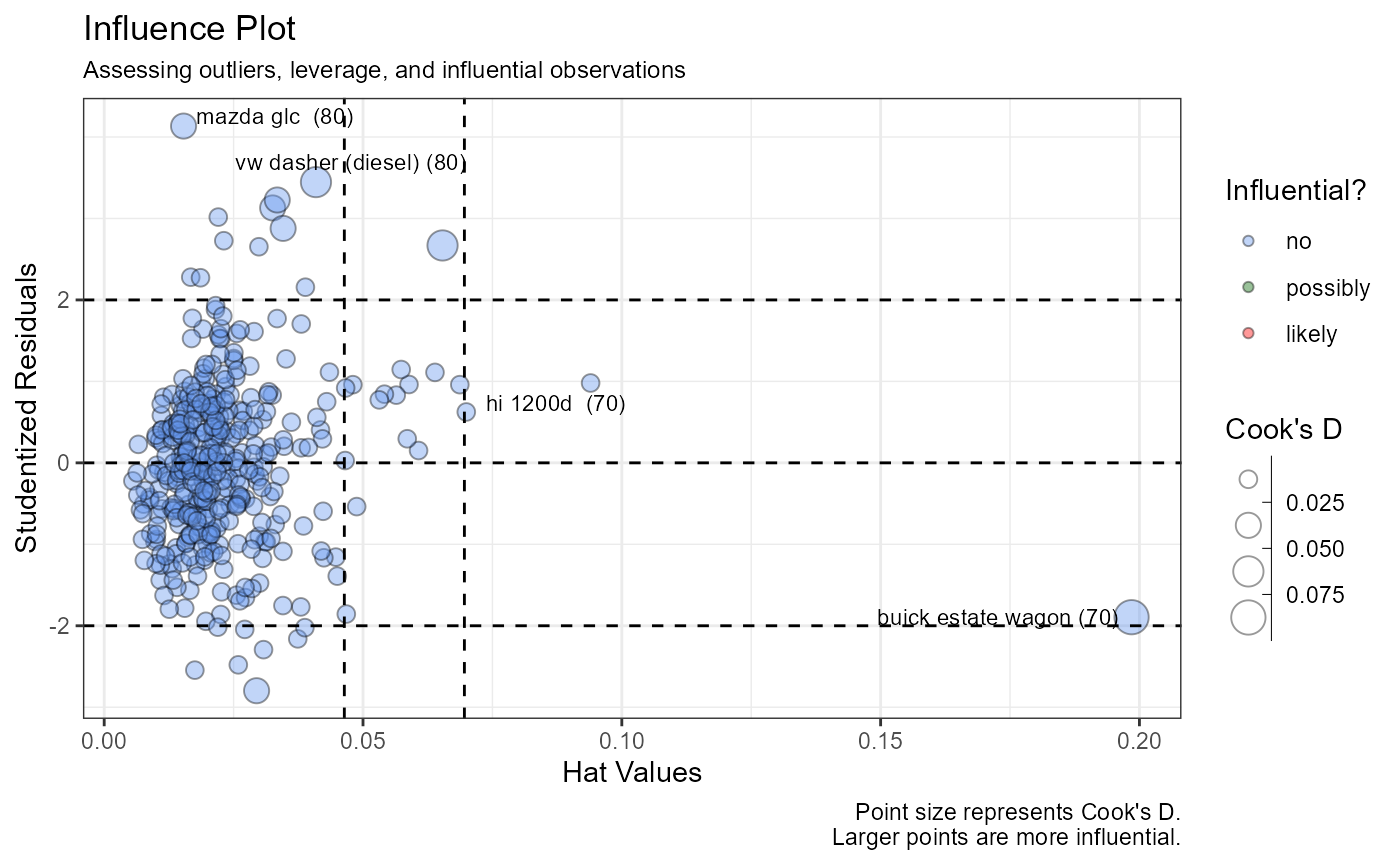 Influence Plot
Assessing outliers, leverage, and influential observations
mazda glc  (80)
vw dasher (diesel) (80)
hi 1200d  (70)
buick estate wagon (70)
2
0
-2
Studentized Residuals
0.00
0.05
0.10
0.15
0.20
Hat Values
Influential?
no
possibly
likely
Cook's D
0.025
0.050
0.075
Point size represents Cook's D.
Larger points are more influential.